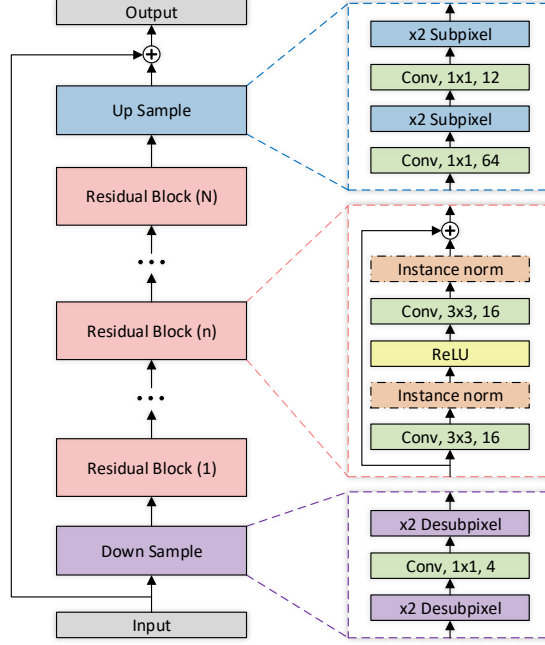 Output
+
Up Sample
Residual Block (N)
...
Residual Block (n)
...
Residual Block (1)
Down Sample
Input
x2 Subpixel
Conv, 1x1, 12
x2 Subpixel
Conv, 1x1, 64
+
Instance norm
Conv, 3x3, 16
ReLU
Instance norm
Conv, 3x3, 16
x2 Desubpixel
Conv, 1x1, 4
x2 Desubpixel